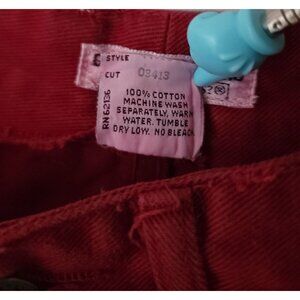 STYLE
CUT 03413
100% COTTON
MACHINE WASH
SEPARATELY, WARM
WATER. TUMBLE
DRY LOW. NO BLEACH
RN 62136